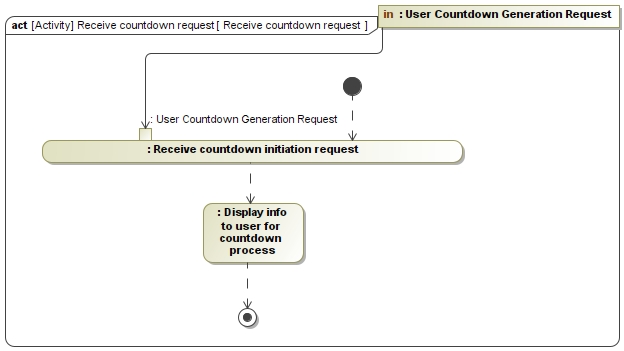 in : User Countdown Generation Request
act [Activity] Receive countdown request [ Receive countdown request ]
: User Countdown Generation Request
: Receive countdown initiation request
: Display info
to user for
countdown
process